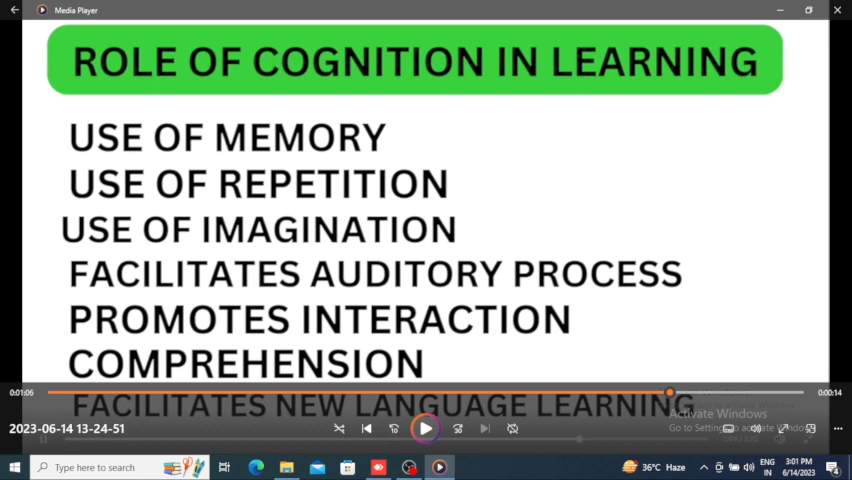 Media Player
ROLE OF COGNITION IN LEARNING
USE OF MEMORY
USE OF REPETITION
USE OF IMAGINATION
FACILITATES AUDITORY PROCESS
PROMOTES INTERACTION
COMPREHENSION
FACILITATES NEW LANGUAGE LEARNING
0:01:06
0:00:14
2023-06-14 13-24-51
10
30
Activate Windows
Go to Settings to activate Windows.
Type here to search
36°C Haze
ENG
IN
3:01 PM
6/14/2023
4